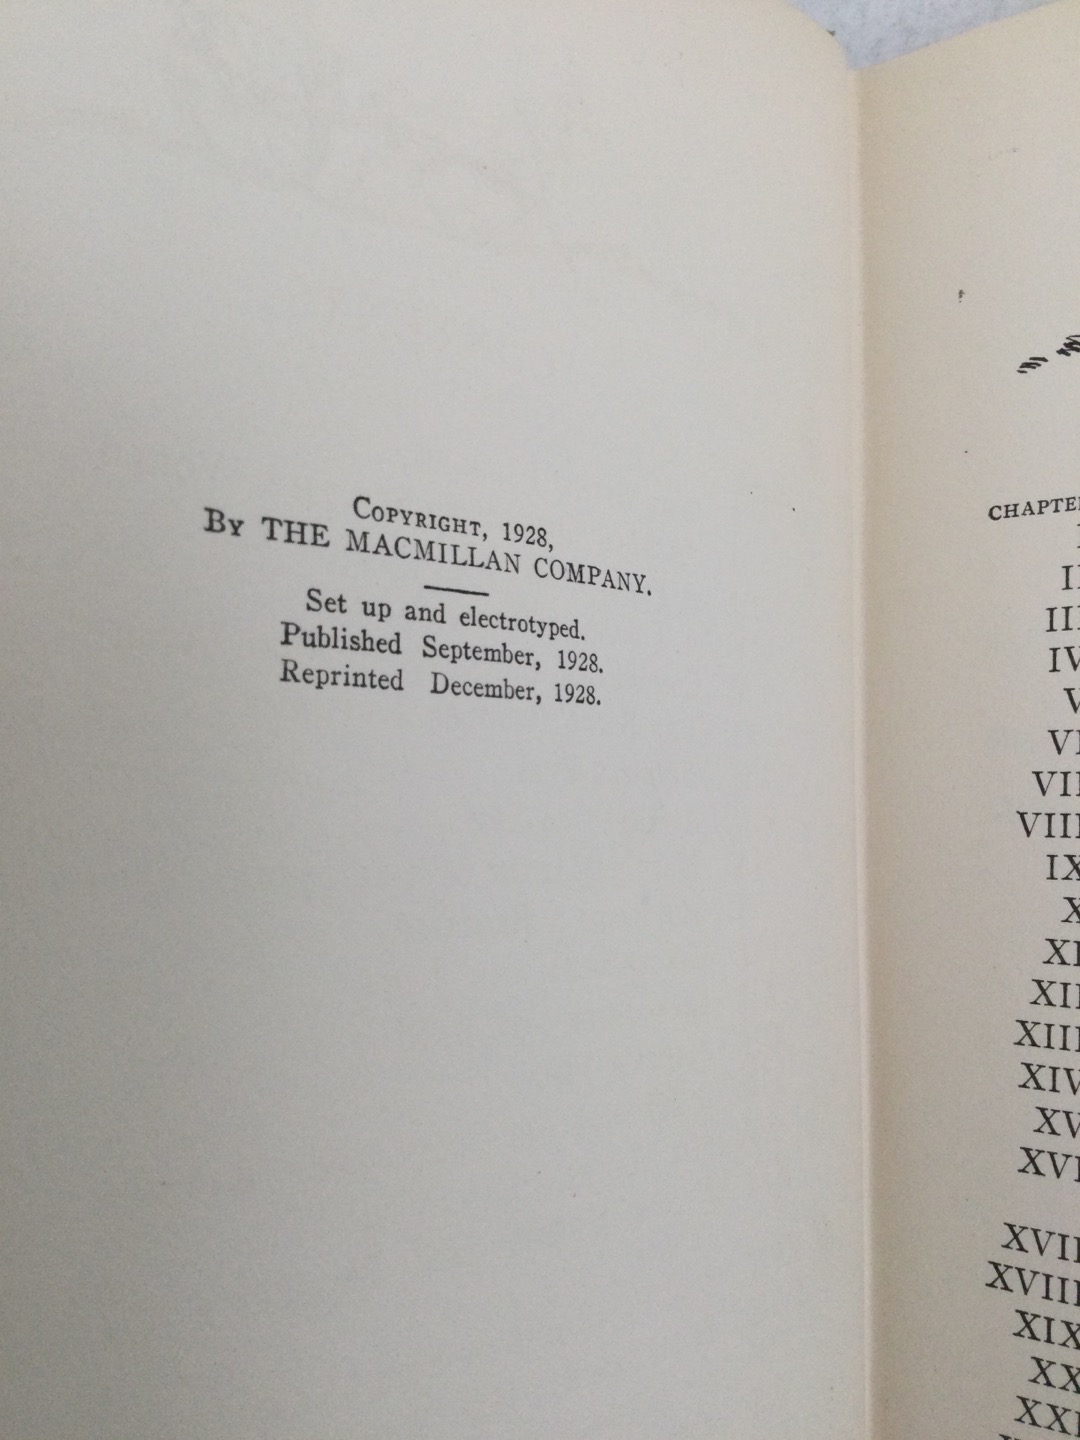 COPYRIGHT, 1928,
BY THE MACMILLAN COMPANY.
Set up and electrotyped.
Published September, 1928.
Reprinted December, 1928.
CHAPTE
I
II
III
IV
V
VI
VII
VIII
IX
X
XI
XII
XIII
XIV
XV
XVI
XVII
XVIII
XIX
XX
XXI